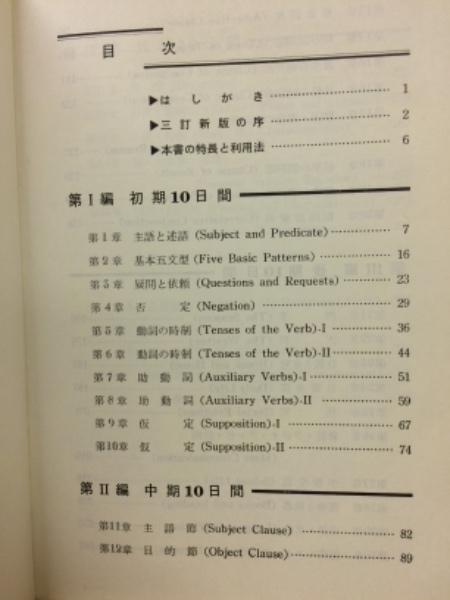 目次
▶はしがき 1
▶三訂新版の序 2
▶本書の特長と利用法 6
第Ⅰ編 初期10日間
第1章 主語と述語 (Subject and Predicate) 7
第2章 基本五文型 (Five Basic Patterns) 16
第3章 疑問と依頼 (Questions and Requests) 23
第4章 否定 (Negation) 29
第5章 動詞の時制 (Tenses of the Verb)-I 36
第6章 動詞の時制 (Tenses of the Verb)-II 44
第7章 助動詞 (Auxiliary Verbs)-I 51
第8章 助動詞 (Auxiliary Verbs)-II 59
第9章 仮定 (Supposition)-I 67
第10章 仮定 (Supposition)-II 74
第Ⅱ編 中期10日間
第11章 主語節 (Subject Clause) 82
第12章 目的節 (Object Clause) 89